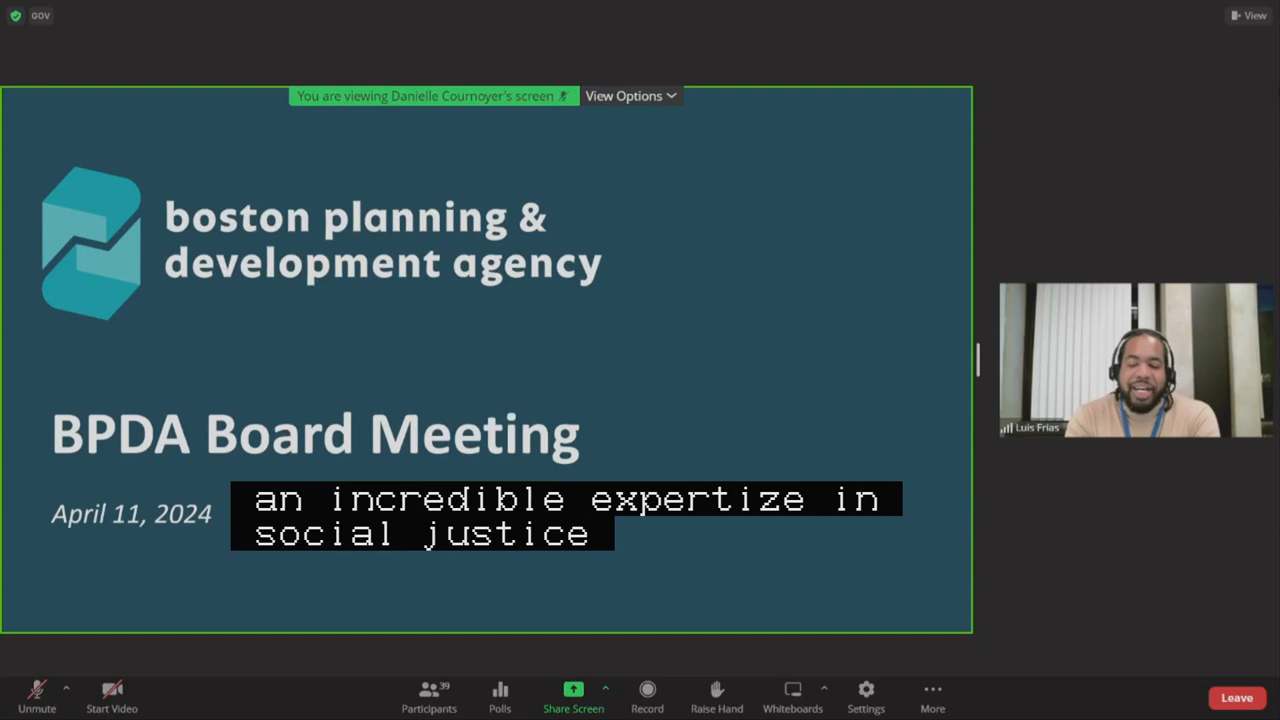 GOV
View
You are viewing Danielle Cournoyer's screen
View Options
boston planning &
development agency
BPDA Board Meeting
April 11, 2024
an incredible expertize in
social justice
Luis Frias
Unmute
Start Video
Participants
39
Polls
Share Screen
Record
Raise Hand
Whiteboards
Settings
More
Leave